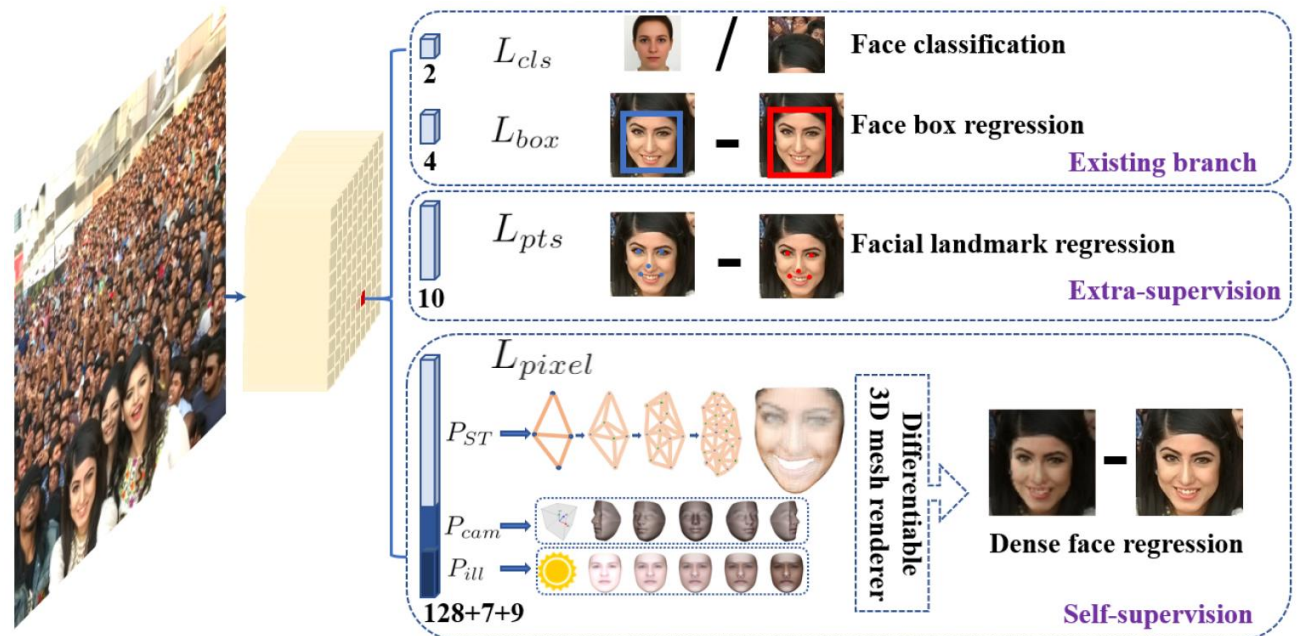 2
L_cls
/
Face classification
4
L_box
-
Face box regression
Existing branch
10
L_pts
-
Facial landmark regression
Extra-supervision
L_pixel
P_ST
P_cam
P_ill
128+7+9
Differentiable
3D mesh renderer
-
Dense face regression
Self-supervision